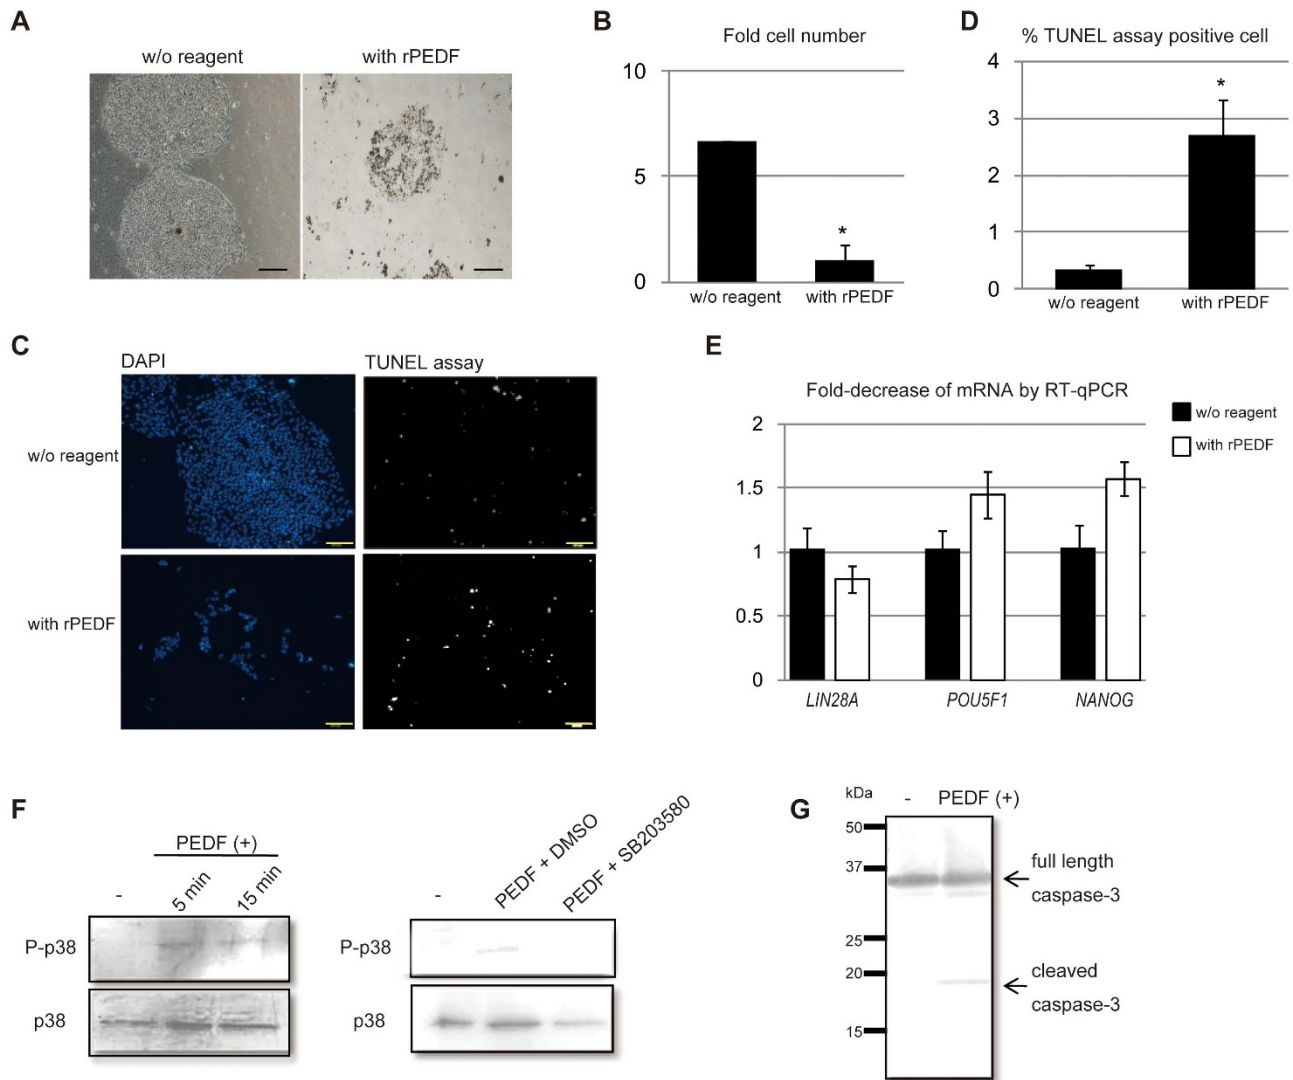 A
w/o reagent
with rPEDF
B
Fold cell number
10
5
0
*
w/o reagent
with rPEDF
D
% TUNEL assay positive cell
4
3
2
1
0
*
w/o reagent
with rPEDF
C
DAPI
TUNEL assay
w/o reagent
with rPEDF
E
Fold-decrease of mRNA by RT-qPCR
w/o reagent
with rPEDF
2
1.5
1
0.5
0
LIN28A
POU5F1
NANOG
F
PEDF (+)
-
5 min
15 min
P-p38
p38
-
PEDF + DMSO
PEDF + SB203580
P-p38
p38
G
kDa
-
PEDF (+)
50
37
25
20
15
full length
caspase-3
cleaved
caspase-3